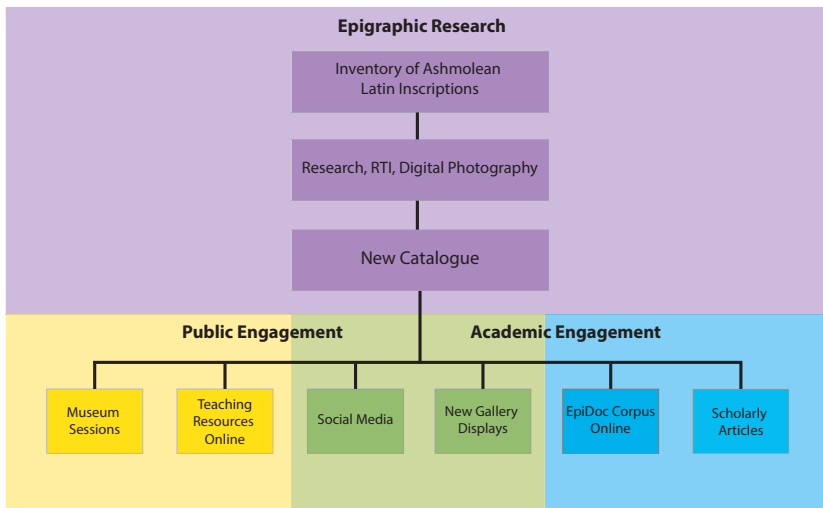 Epigraphic Research
Inventory of Ashmolean
Latin Inscriptions
Research, RTI, Digital Photography
New Catalogue
Public Engagement
Academic Engagement
Museum
Sessions
Teaching
Resources
Online
Social Media
New Gallery
Displays
EpiDoc Corpus
Online
Scholarly
Articles